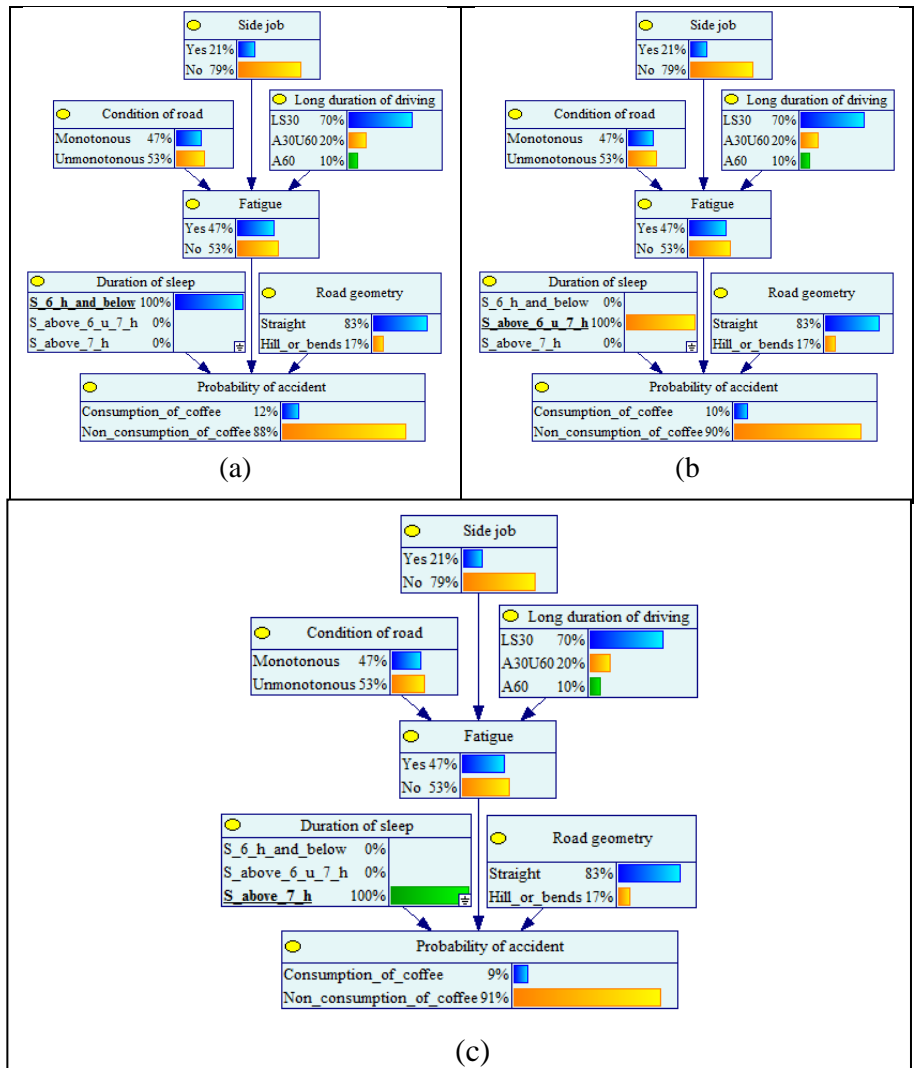 Side job
Yes 21%
No 79%
Condition of road
Monotonous 47%
Unmonotonous 53%
Long duration of driving
LS30 70%
A30U60 20%
A60 10%
Fatigue
Yes 47%
No 53%
Duration of sleep
S_6_h_and_below 100%
S_above_6_u_7_h 0%
S_above_7_h 0%
Road geometry
Straight 83%
Hill_or_bends 17%
Probability of accident
Consumption_of_coffee 12%
Non_consumption_of_coffee 88%
(a)
Side job
Yes 21%
No 79%
Condition of road
Monotonous 47%
Unmonotonous 53%
Long duration of driving
LS30 70%
A30U60 20%
A60 10%
Fatigue
Yes 47%
No 53%
Duration of sleep
S_6_h_and_below 0%
S_above_6_u_7_h 100%
S_above_7_h 0%
Road geometry
Straight 83%
Hill_or_bends 17%
Probability of accident
Consumption_of_coffee 10%
Non_consumption_of_coffee 90%
(b)
Side job
Yes 21%
No 79%
Condition of road
Monotonous 47%
Unmonotonous 53%
Long duration of driving
LS30 70%
A30U60 20%
A60 10%
Fatigue
Yes 47%
No 53%
Duration of sleep
S_6_h_and_below 0%
S_above_6_u_7_h 0%
S_above_7_h 100%
Road geometry
Straight 83%
Hill_or_bends 17%
Probability of accident
Consumption_of_coffee 9%
Non_consumption_of_coffee 91%
(c)